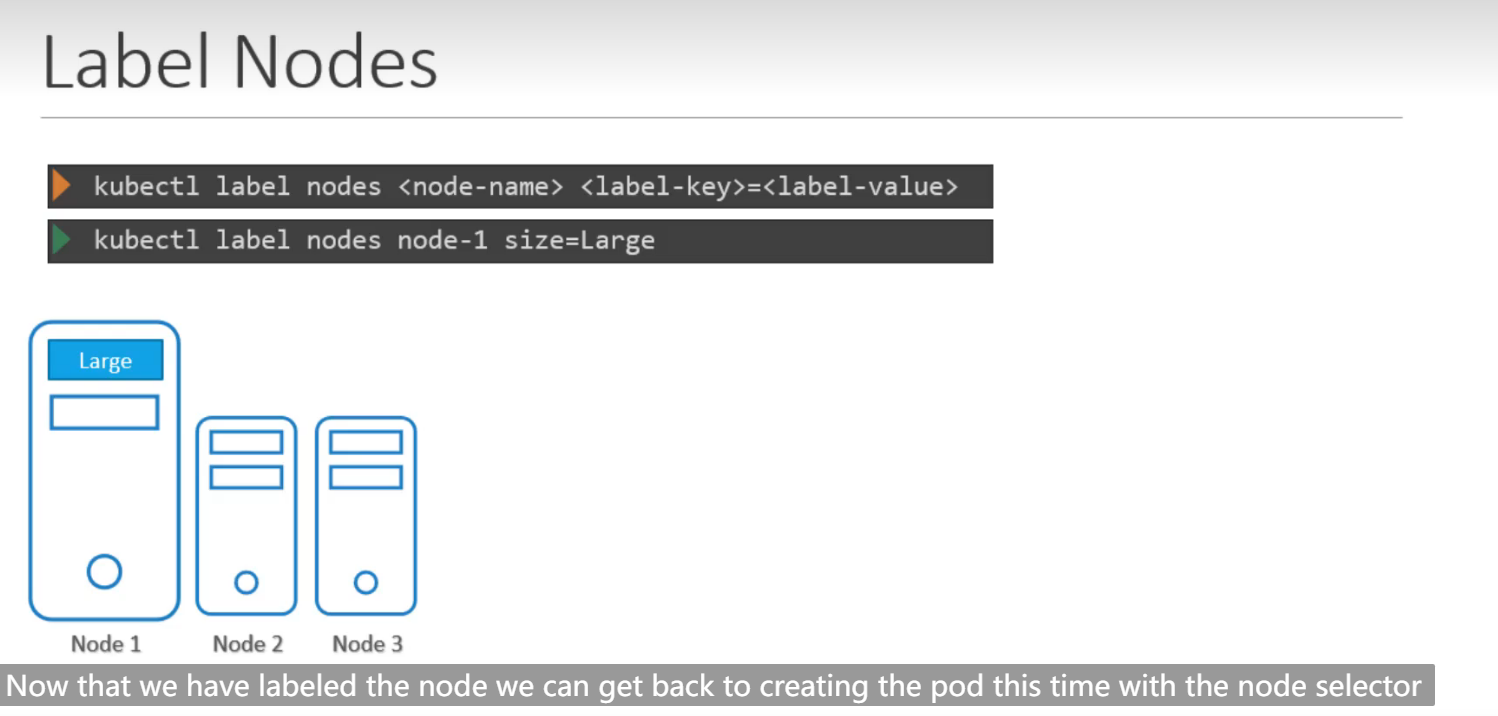 Label Nodes
kubectl label nodes <node-name> <label-key>=<label-value>
kubectl label nodes node-1 size=Large
Large
Node 1
Node 2
Node 3
Now that we have labeled the node we can get back to creating the pod this time with the node selector